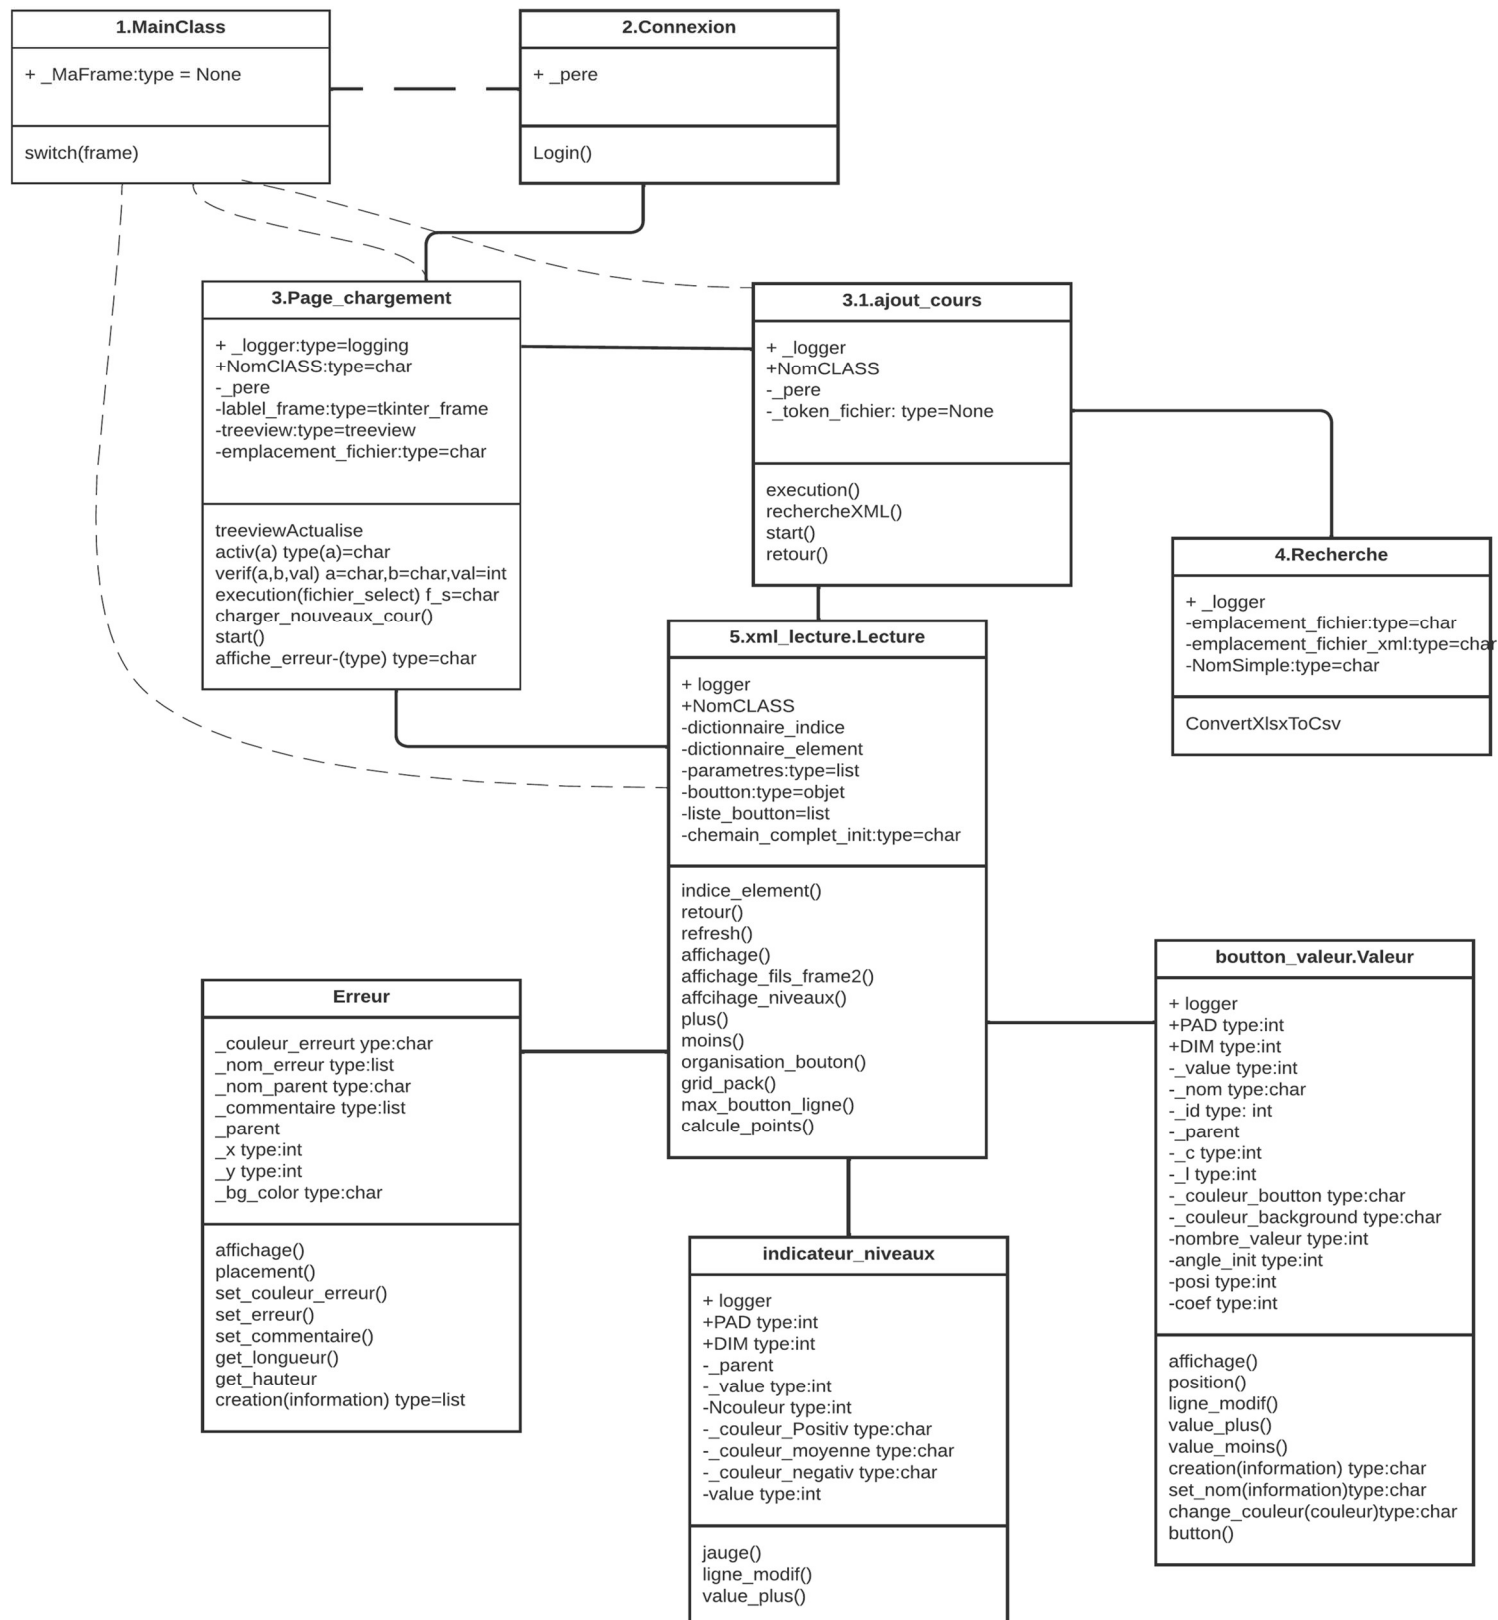 1.MainClass
+ _MaFrame:type = None
switch(frame)
2.Connexion
+ _pere
Login()
3.Page_chargement
+ _logger:type=logging
+NomClASS:type=char
-_pere
-lablel_frame:type=tkinter_frame
-treeview:type=treeview
-emplacement_fichier:type=char
treeviewActualise
activ(a) type(a)=char
verif(a,b,val) a=char,b=char,val=int
execution(fichier_select) f_s=char
charger_nouveaux_cour()
start()
affiche_erreur-(type) type=char
3.1.ajout_cours
+ _logger
+NomCLASS
-_pere
-_token_fichier: type=None
execution()
rechercheXML()
start()
retour()
4.Recherche
+ _logger
-emplacement_fichier:type=char
-emplacement_fichier_xml:type=char
-NomSimple:type=char
ConvertXlsxToCsv
5.xml_lecture.Lecture
+ logger
+NomCLASS
-dictionnaire_indice
-dictionnaire_element
-parametres:type=list
-boutton:type=objet
-liste_boutton=list
-chemain_complet_init:type=char
indice_element()
retour()
refresh()
affichage()
affichage_fils_frame2()
affcihage_niveaux()
plus()
moins()
organisation_bouton()
grid_pack()
max_boutton_ligne()
calcule_points()
Erreur
_couleur_erreurt ype:char
_nom_erreur type:list
_nom_parent type:char
_commentaire type:list
_parent
_x type:int
_y type:int
_bg_color type:char
affichage()
placement()
set_couleur_erreur()
set_erreur()
set_commentaire()
get_longueur()
get_hauteur
creation(information) type=list
boutton_valeur.Valeur
+ logger
+PAD type:int
+DIM type:int
-_value type:int
-_nom type:char
-_id type: int
-_parent
-_c type:int
-_l type:int
-_couleur_boutton type:char
-_couleur_background type:char
-nombre_valeur type:int
-angle_init type:int
-posi type:int
-coef type:int
affichage()
position()
ligne_modif()
value_plus()
value_moins()
creation(information) type:char
set_nom(information)type:char
change_couleur(couleur)type:char
button()
indicateur_niveaux
+ logger
+PAD type:int
+DIM type:int
-_parent
-_value type:int
-Ncouleur type:int
-_couleur_Positiv type:char
-_couleur_moyenne type:char
-_couleur_negativ type:char
-value type:int
jauge()
ligne_modif()
value_plus()